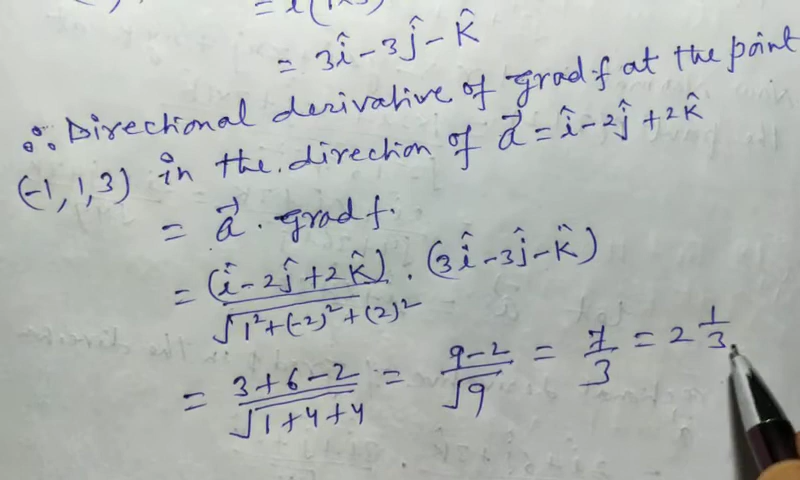 = 3î - 3ĵ - k̂
∴ Directional derivative of grad f at the point
(-1, 1, 3) in the direction of a⃗ = î - 2ĵ + 2k̂
= a⃗ . grad f.
= (î - 2ĵ + 2k̂) / √1² + (-2)² + (2)² . (3î - 3ĵ - k̂)
= 3 + 6 - 2 / √1 + 4 + 4 = 9 - 2 / √9 = 7/3 = 2 1/3